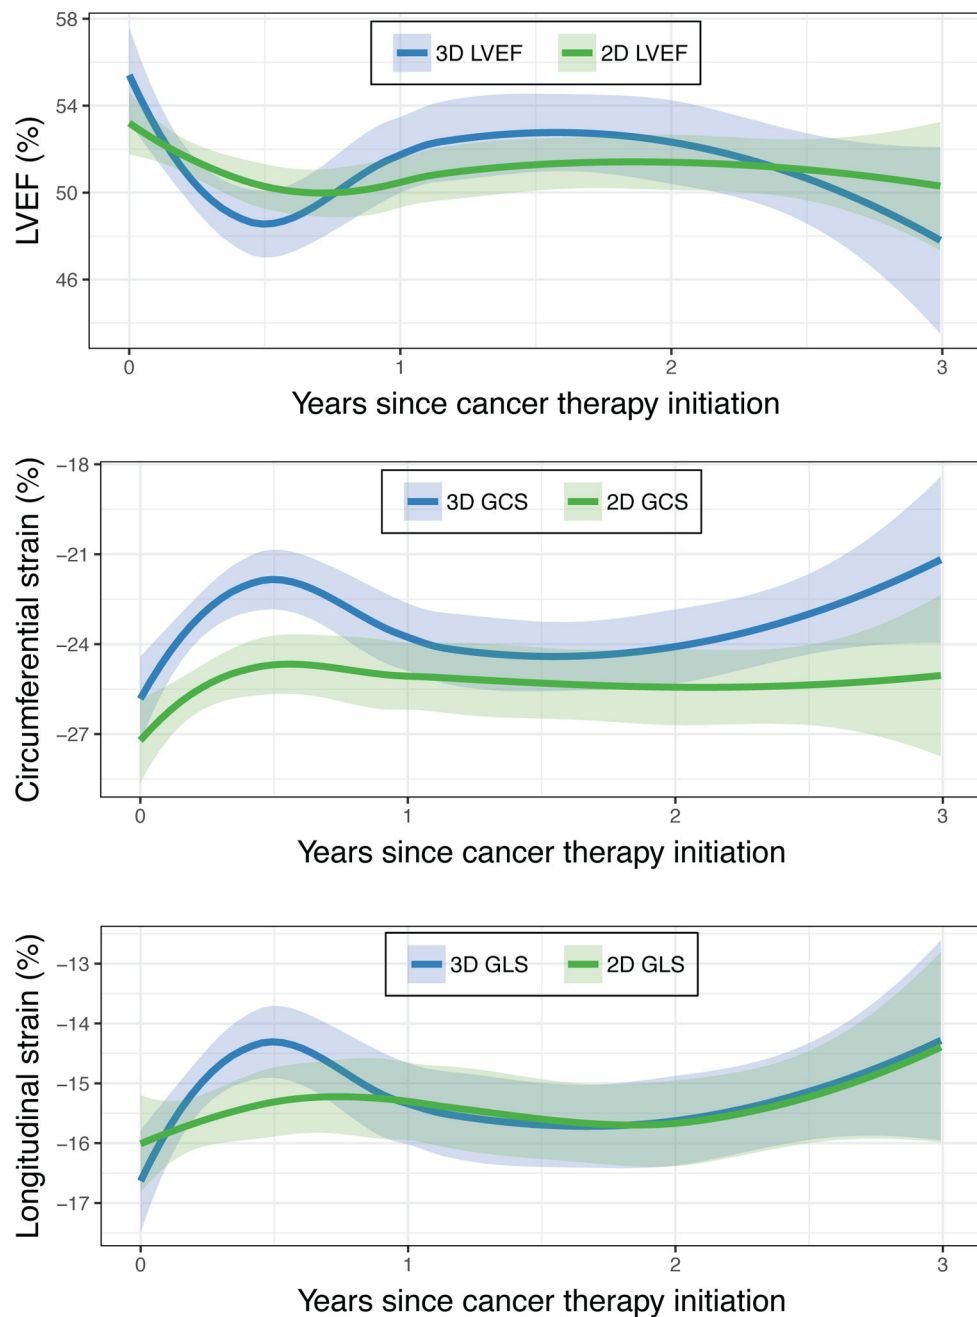 58
54
50
46
LVEF (%)
3D LVEF 2D LVEF
0 1 2 3
Years since cancer therapy initiation
−18
−21
−24
−27
Circumferential strain (%)
3D GCS 2D GCS
0 1 2 3
Years since cancer therapy initiation
−13
−14
−15
−16
−17
Longitudinal strain (%)
3D GLS 2D GLS
0 1 2 3
Years since cancer therapy initiation